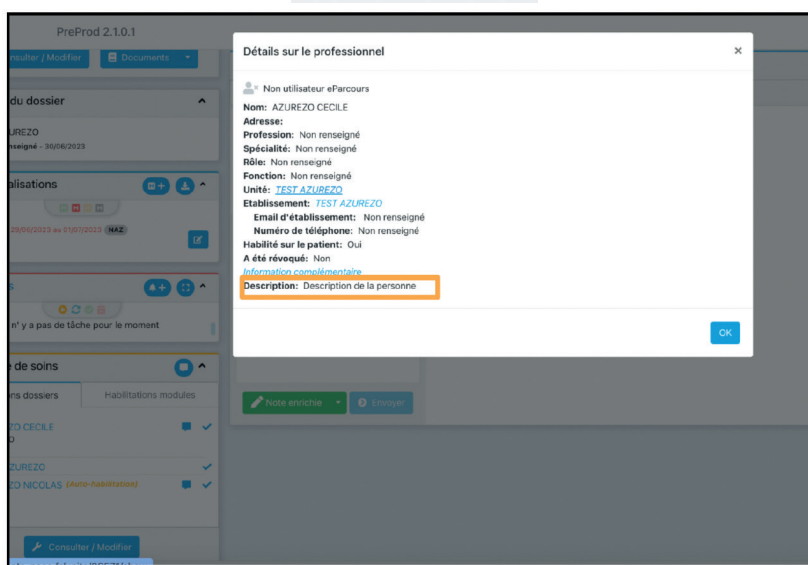 PreProd 2.1.0.1
nsulter / Modifier
Documents
du dossier
UREZO
nseigné - 30/06/2023
alisations
29/06/2023 au 01/07/2023 NAZ
n' y a pas de tâche pour le moment
de soins
ns dossiers
Habilitations modules
ZO CECILE
O
ZUREZO
ZO NICOLAS (Auto-habilitation)
Consulter / Modifier
Détails sur le professionnel
×
Non utilisateur eParcours
Nom: AZUREZO CECILE
Adresse:
Profession: Non renseigné
Spécialité: Non renseigné
Rôle: Non renseigné
Fonction: Non renseigné
Unité: TEST AZUREZO
Etablissement: TEST AZUREZO
Email d'établissement: Non renseigné
Numéro de téléphone: Non renseigné
Habilité sur le patient: Oui
A été révoqué: Non
Information complémentaire
Description: Description de la personne
OK
Note enrichie
Envoyer